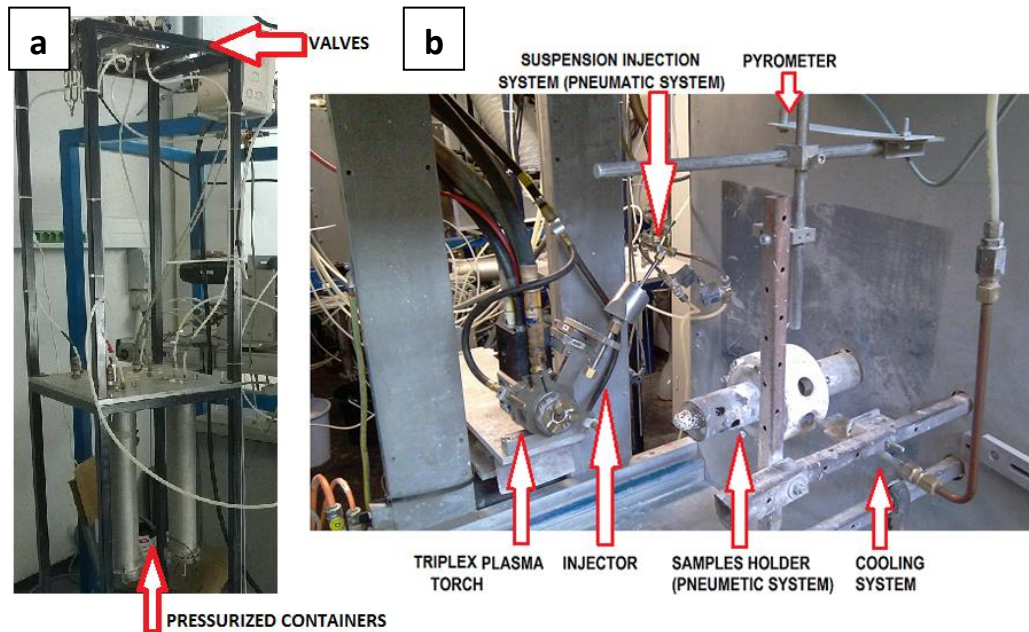 a
VALVES
PRESSURIZED CONTAINERS
b
SUSPENSION INJECTION
SYSTEM (PNEUMATIC SYSTEM)
PYROMETER
TRIPLEX PLASMA
TORCH
INJECTOR
SAMPLES HOLDER
(PNEUMETIC SYSTEM)
COOLING
SYSTEM